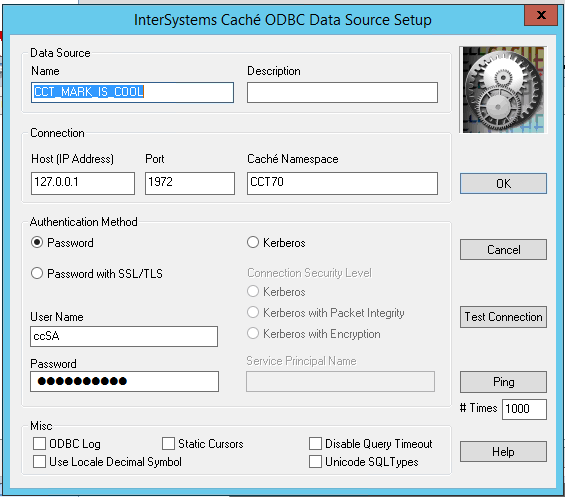 InterSystems Caché ODBC Data Source Setup
x
Data Source
Name
Description
CCT_MARK_IS_COOL
Connection
Host (IP Address)
Port
Caché Namespace
127.0.0.1
1972
CCT70
OK
Authentication Method
Password
Kerberos
Cancel
Password with SSL/TLS
Connection Security Level
Kerberos
User Name
Kerberos with Packet Integrity
Test Connection
ccSA
Kerberos with Encryption
Password
Service Principal Name
●●●●●●●●●●
Ping
# Times
1000
Misc
ODBC Log
Static Cursors
Disable Query Timeout
Help
Use Locale Decimal Symbol
Unicode SQLTypes